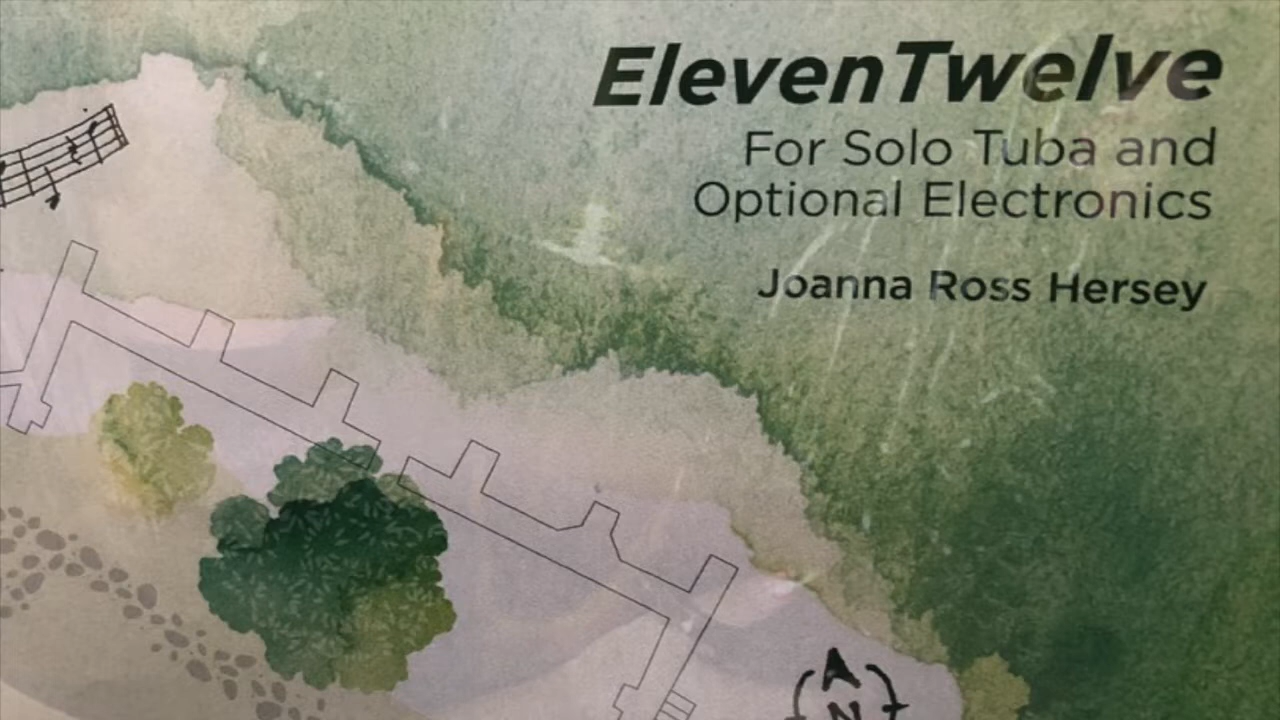 ElevenTwelve
For Solo Tuba and
Optional Electronics
Joanna Ross Hersey
N